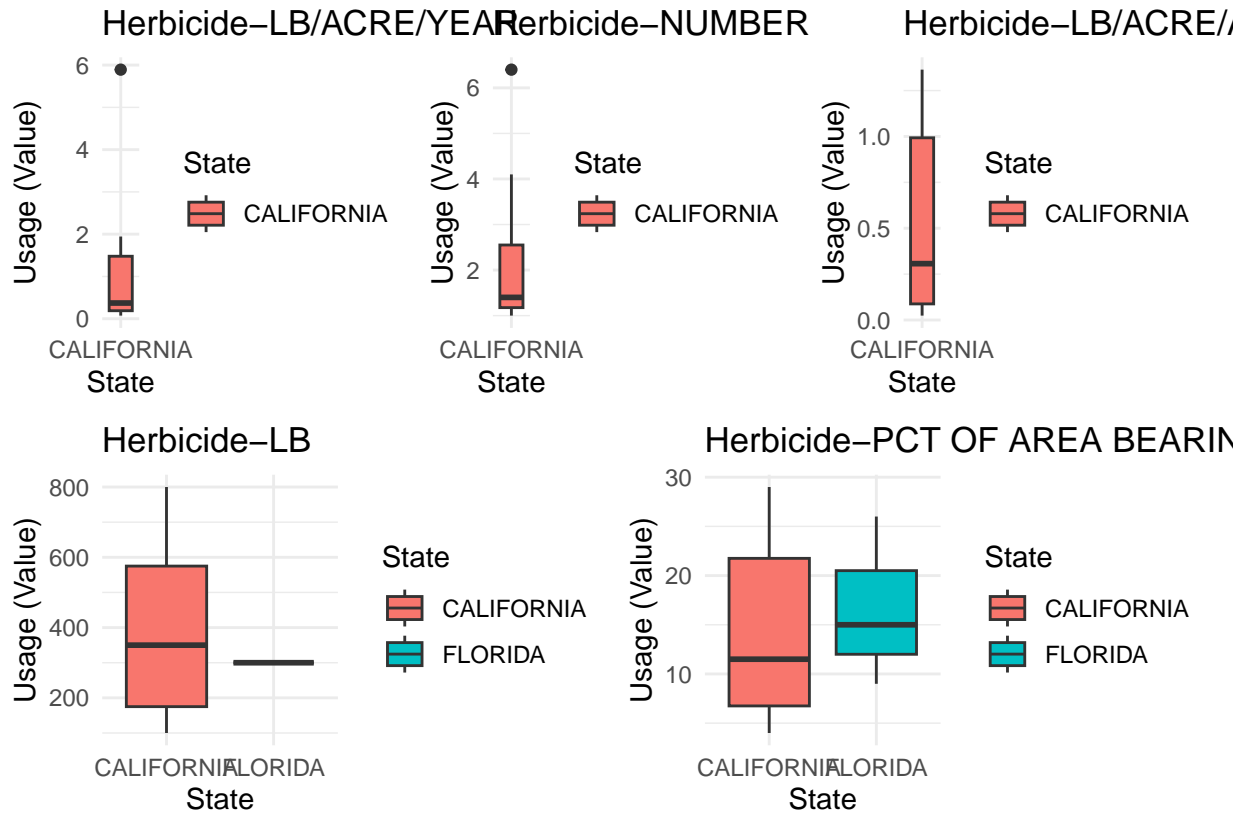 Herbicide−LB/ACRE/YEAR
Herbicide−NUMBER
Herbicide−LB/ACRE/A
Usage (Value)
6
4
2
0
CALIFORNIA
State
State
CALIFORNIA
Usage (Value)
6
4
2
CALIFORNIA
State
State
CALIFORNIA
Usage (Value)
1.0
0.5
0.0
CALIFORNIA
State
State
CALIFORNIA
Herbicide−LB
Usage (Value)
800
600
400
200
CALIFORNIA
FLORIDA
State
State
CALIFORNIA
FLORIDA
Herbicide−PCT OF AREA BEARIN
Usage (Value)
30
20
10
CALIFORNIA
FLORIDA
State
State
CALIFORNIA
FLORIDA